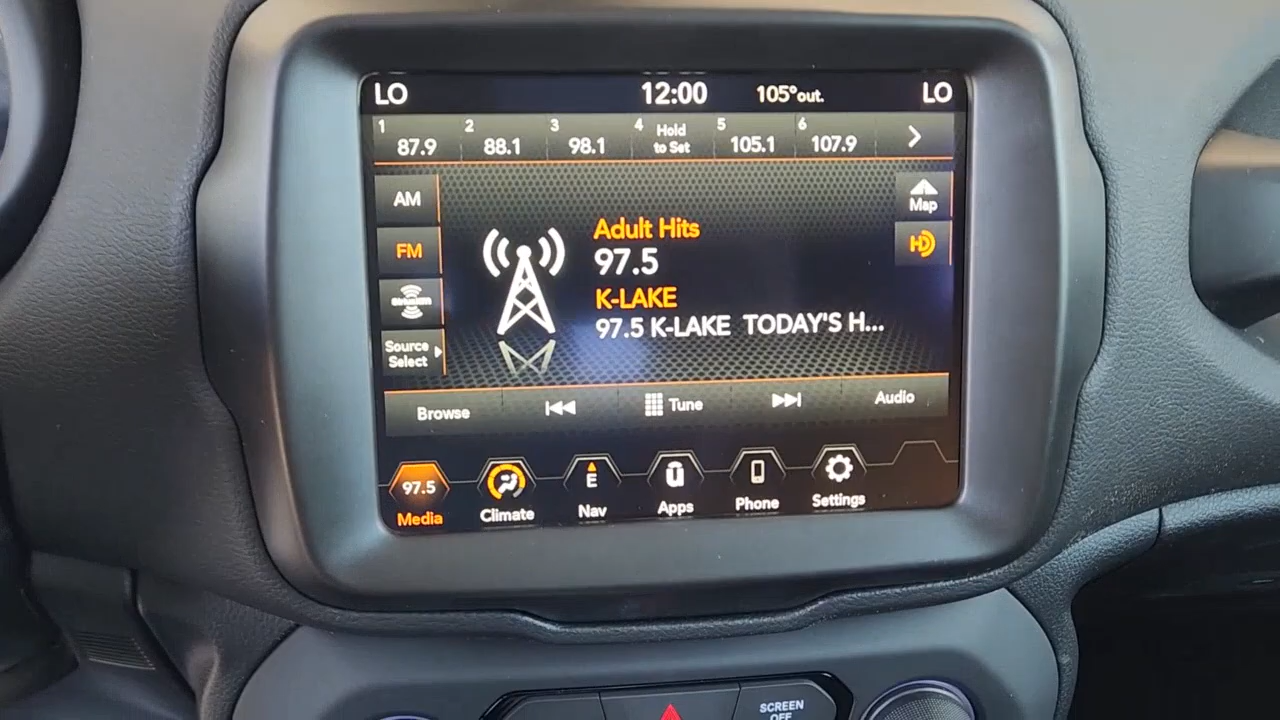 LO 12:00 105°out. LO
1 87.9 2 88.1 3 98.1 4 Hold to Set 5 105.1 6 107.9
AM
Map
FM
HD
SiriusXM
Source
Select
Adult Hits
97.5
K-LAKE
97.5 K-LAKE TODAY'S H...
Browse Tune Audio
97.5 E ū
Media Climate Nav Apps Phone Settings
SCREEN
OFF